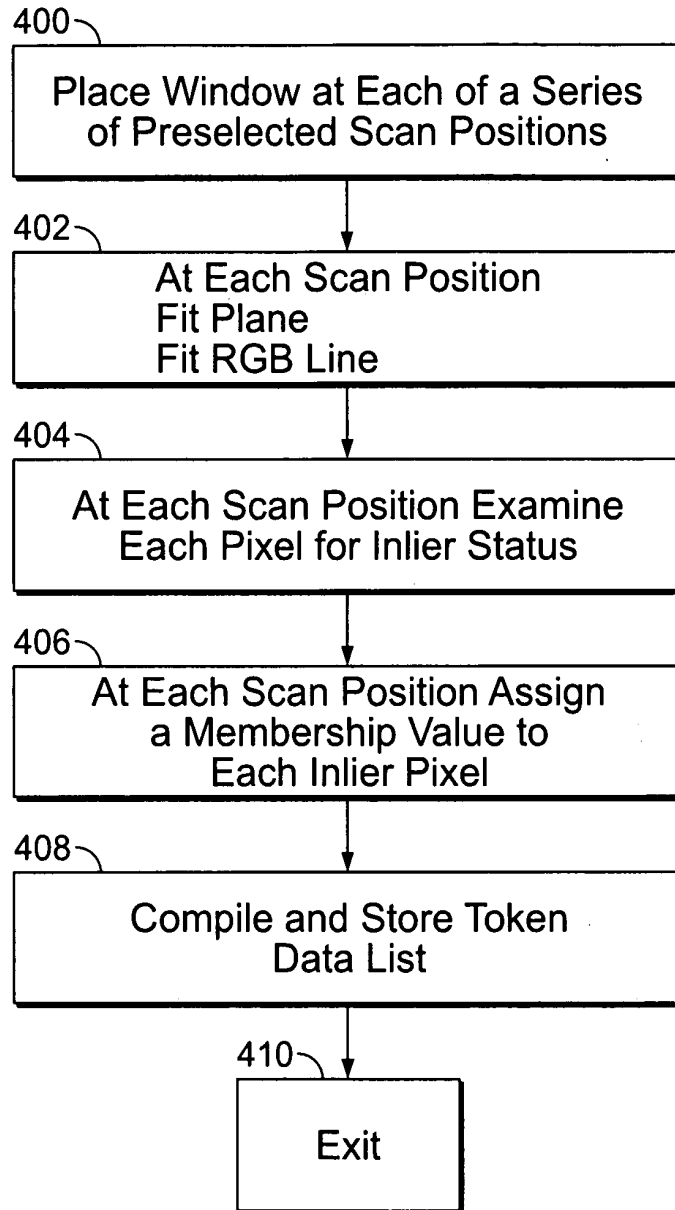 400
Place Window at Each of a Series
of Preselected Scan Positions
402
At Each Scan Position
Fit Plane
Fit RGB Line
404
At Each Scan Position Examine
Each Pixel for Inlier Status
406
At Each Scan Position Assign
a Membership Value to
Each Inlier Pixel
408
Compile and Store Token
Data List
410
Exit